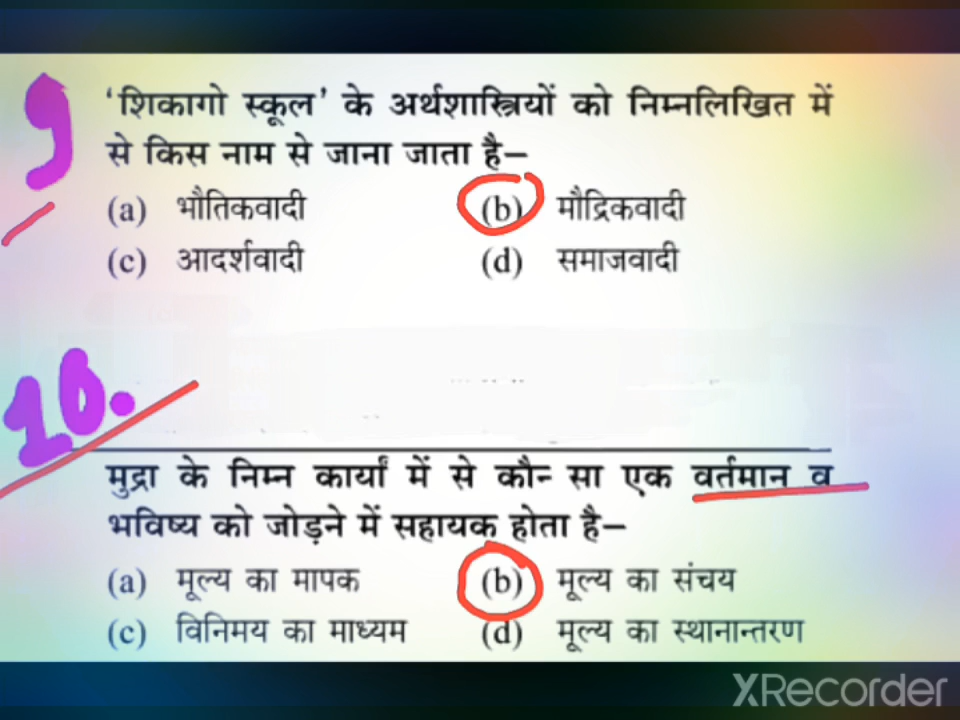 9 'शिकागो स्कूल' के अर्थशास्त्रियों को निम्नलिखित में
से किस नाम से जाना जाता है–
(a) भौतिकवादी (b) मौद्रिकवादी
(c) आदर्शवादी (d) समाजवादी
10.
मुद्रा के निम्न कार्यां में से कौन सा एक वर्तमान व
भविष्य को जोड़ने में सहायक होता है–
(a) मूल्य का मापक (b) मूल्य का संचय
(c) विनिमय का माध्यम (d) मूल्य का स्थानान्तरण
XRecorder